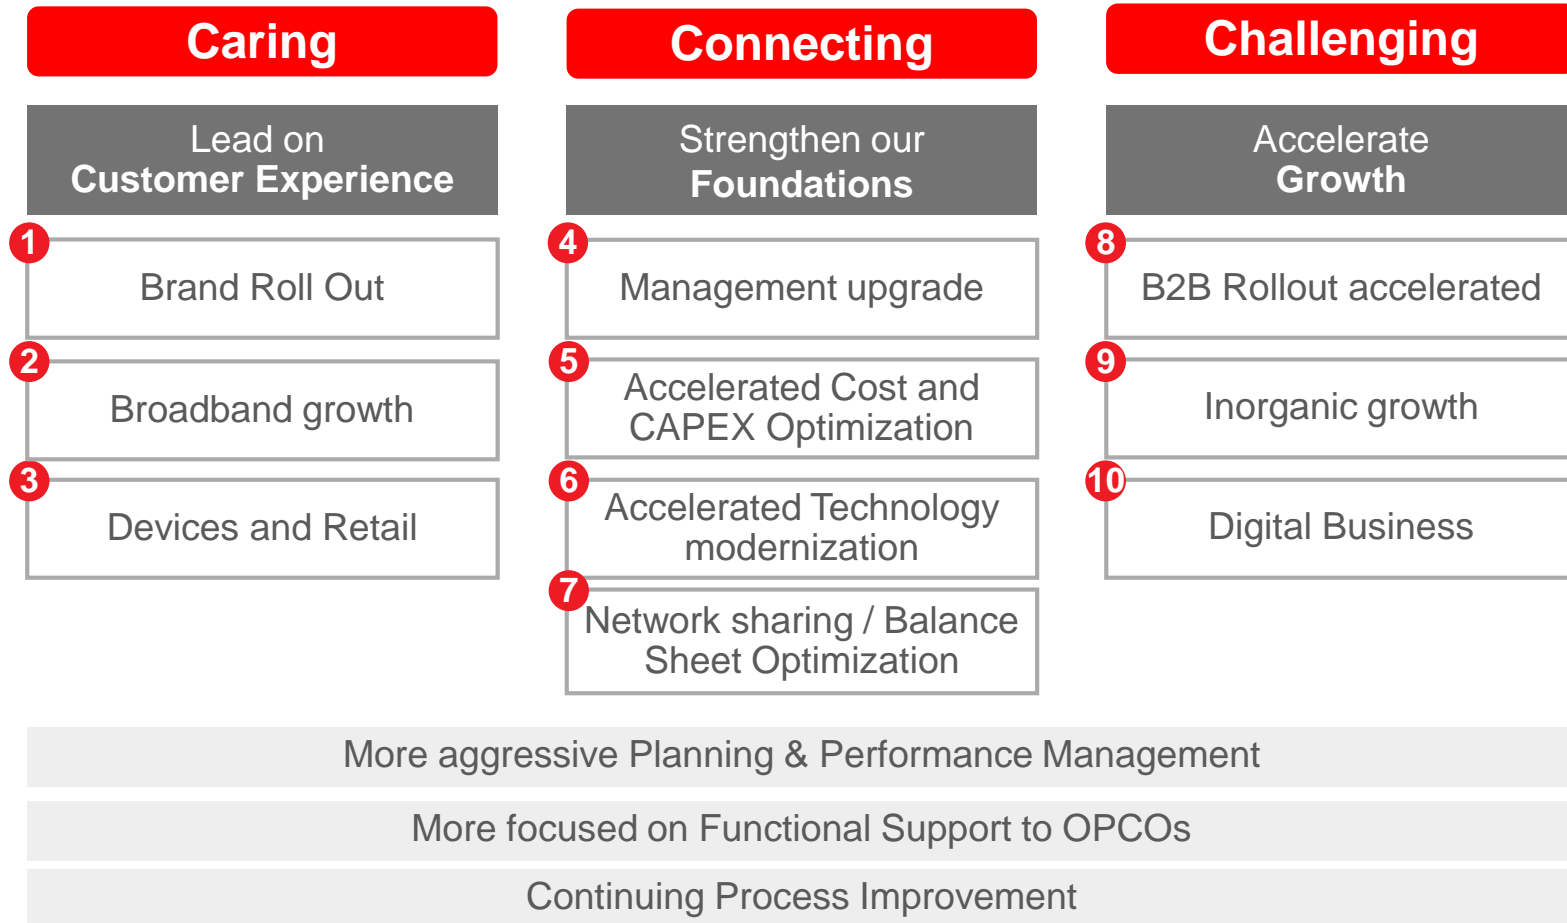 Caring
Lead on
Customer Experience
1
Brand Roll Out
2
Broadband growth
3
Devices and Retail
Connecting
Strengthen our
Foundations
4
Management upgrade
5
Accelerated Cost and
CAPEX Optimization
6
Accelerated Technology
modernization
7
Network sharing / Balance
Sheet Optimization
Challenging
Accelerate
Growth
8
B2B Rollout accelerated
9
Inorganic growth
10
Digital Business
More aggressive Planning & Performance Management
More focused on Functional Support to OPCOs
Continuing Process Improvement